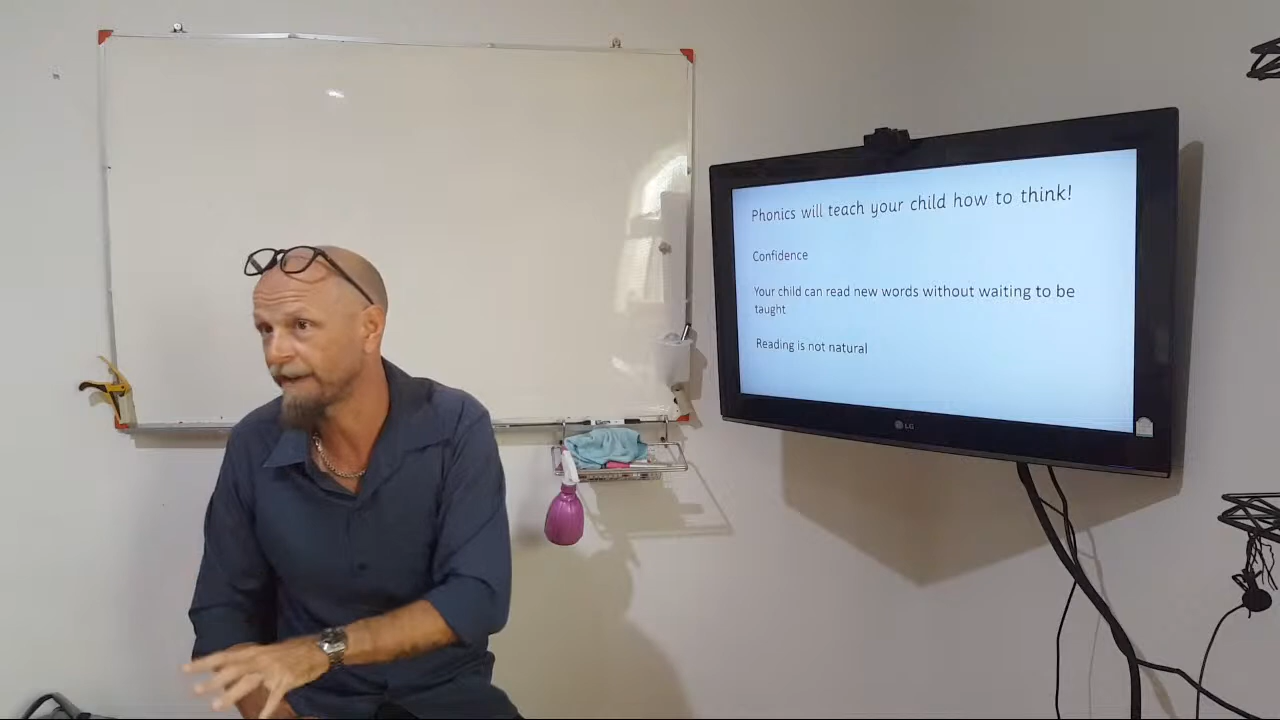 Phonics will teach your child how to think!
Confidence
Your child can read new words without waiting to be
taught
Reading is not natural
LG